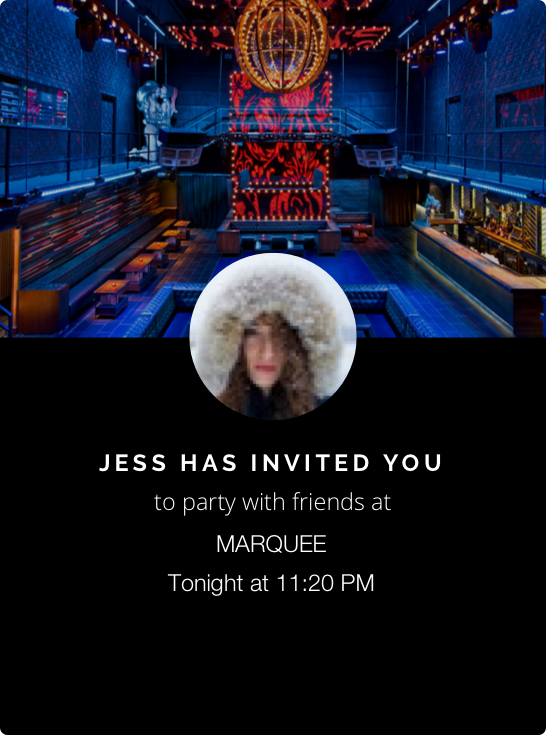 JESS HAS INVITED YOU
to party with friends at
MARQUEE
Tonight at 11:20 PM